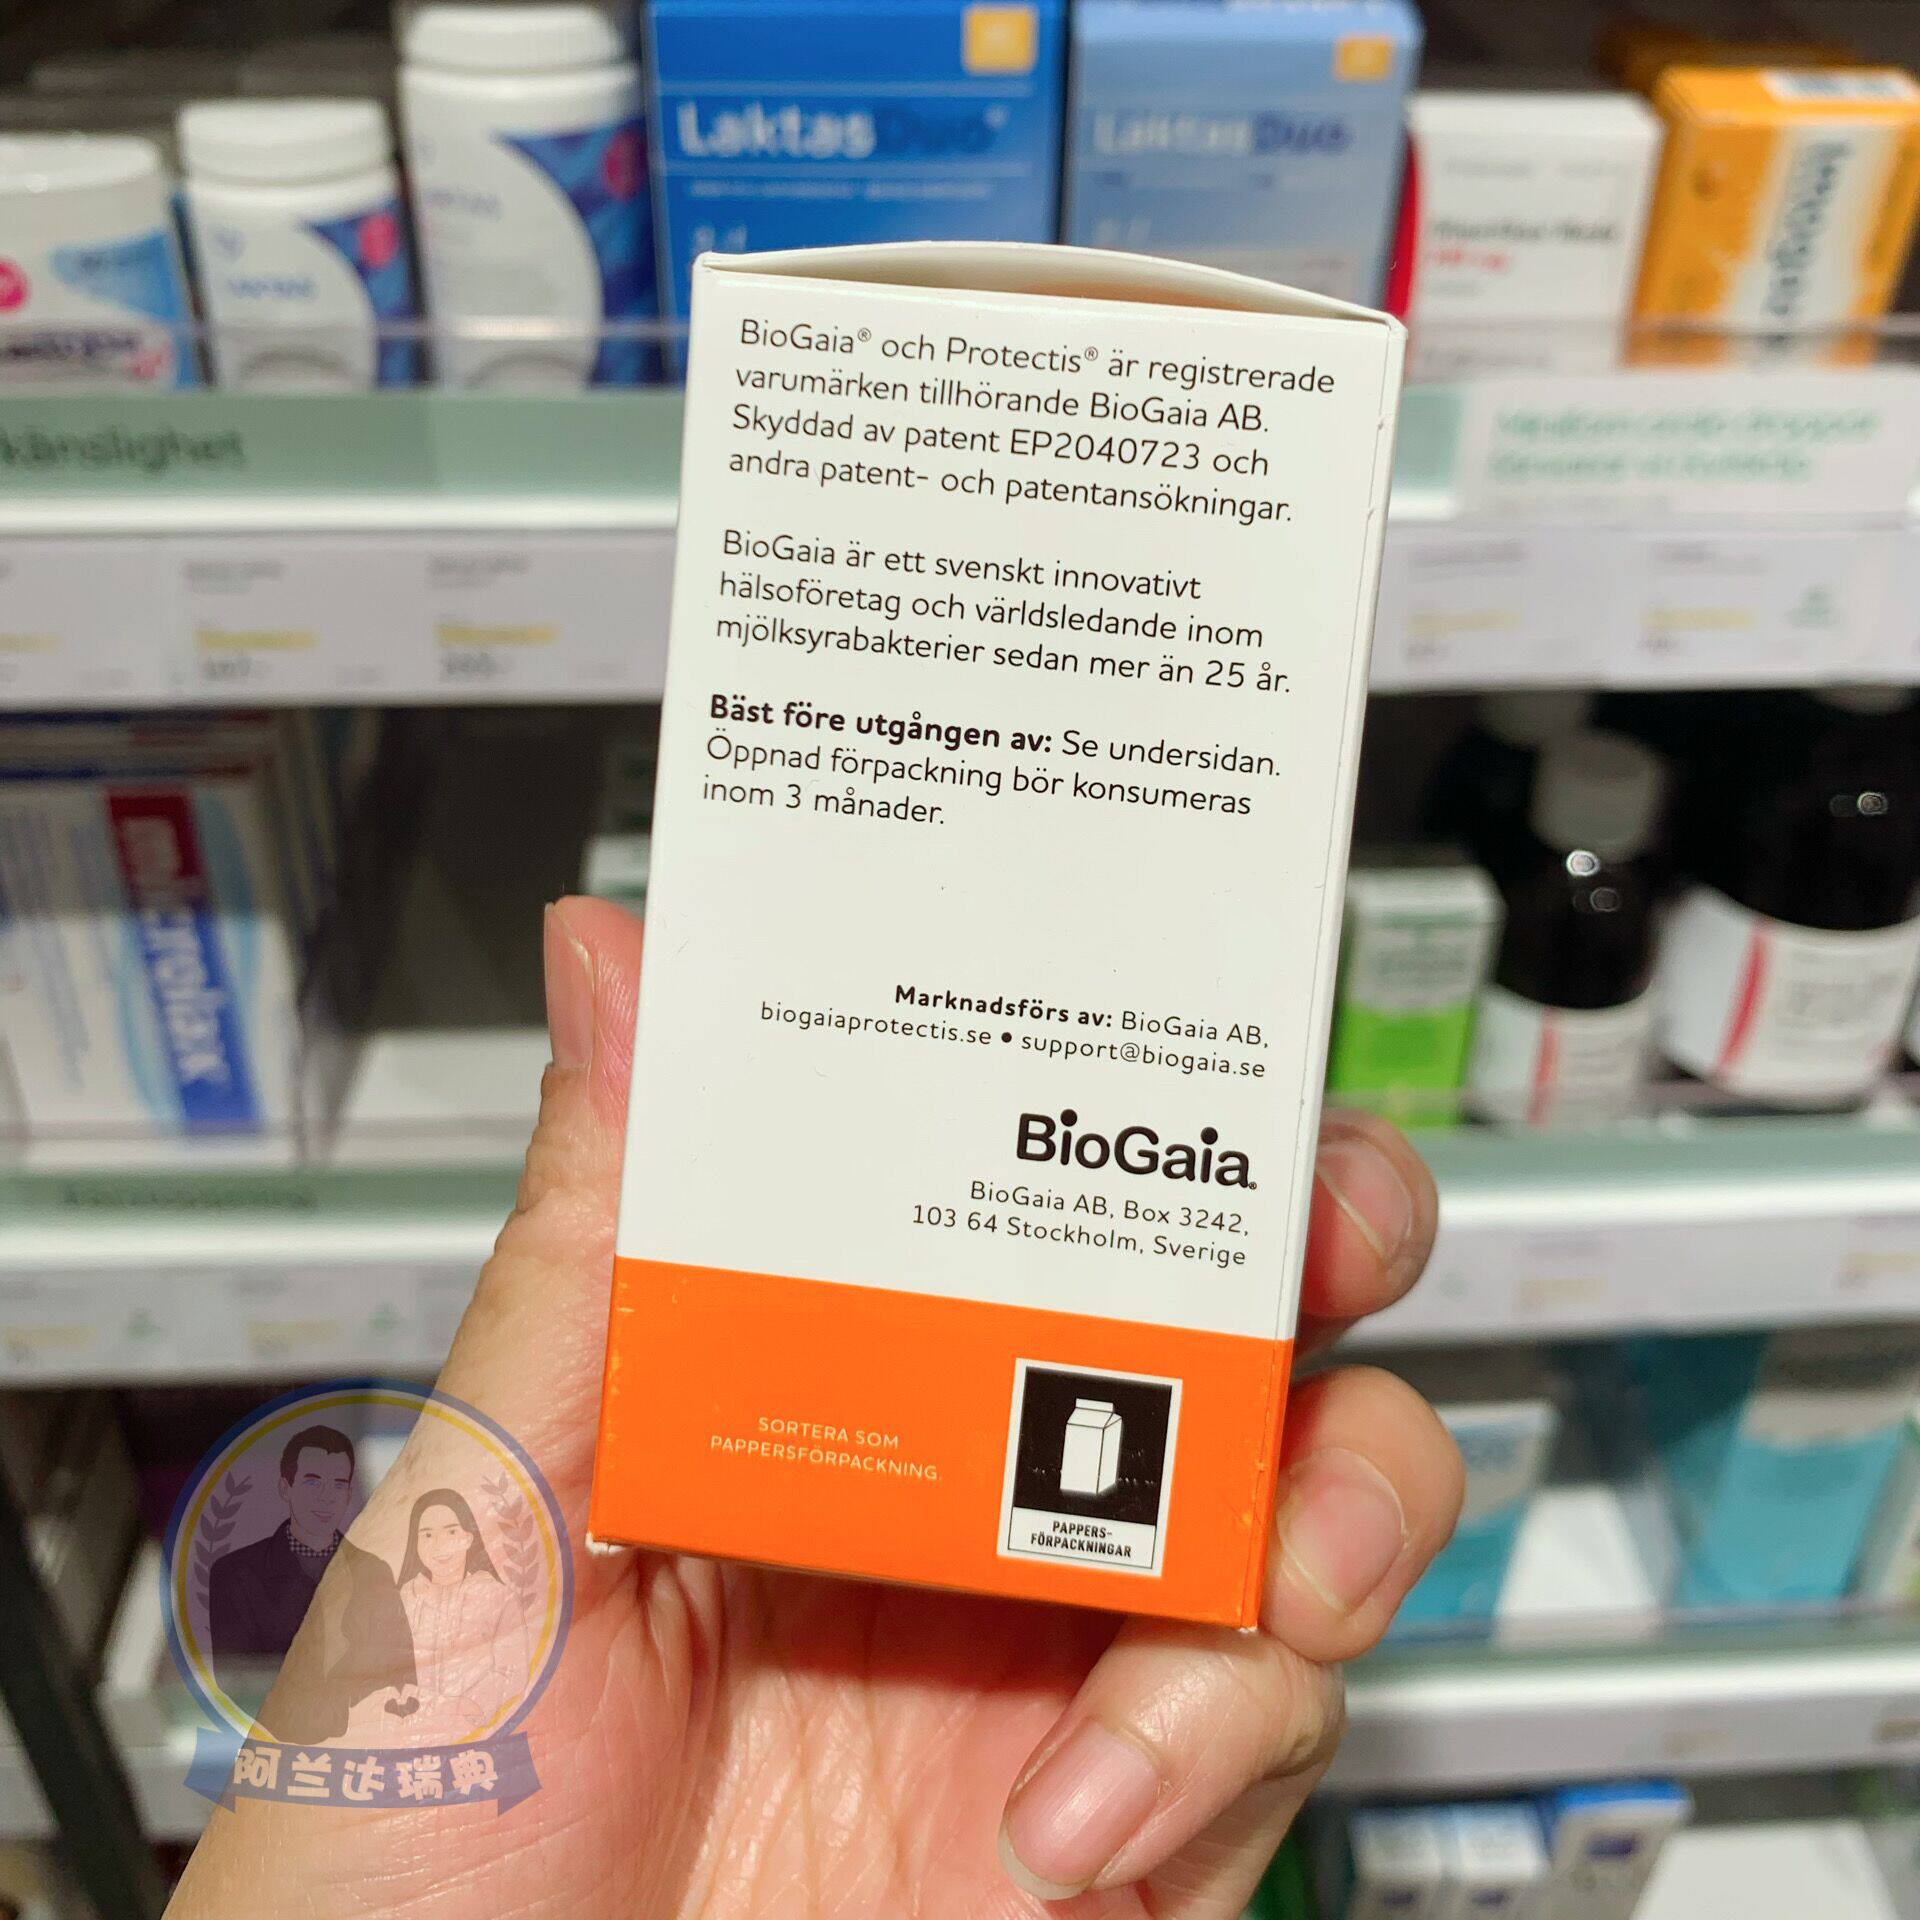 LaktasDuo
LaktasDuo
BioGaia® och Protectis® är registrerade
varumärken tillhörande BioGaia AB.
Skyddad av patent EP2040723 och
andra patent- och patentansökningar.
BioGaia är ett svenskt innovativt
hälsoföretag och världsledande inom
mjölksyrabakterier sedan mer än 25 år.
Bäst före utgången av: Se undersidan.
Öppnad förpackning bör konsumeras
inom 3 månader.
Marknadsförs av: BioGaia AB,
biogaiaprotectis.se • support@biogaia.se
BioGaia®
BioGaia AB, Box 3242,
103 64 Stockholm, Sverige
SORTERA SOM
PAPPERSFÖRPACKNING.
PAPPERS-
FÖRPACKNINGAR
känslighet
microlax
阿兰达瑞典